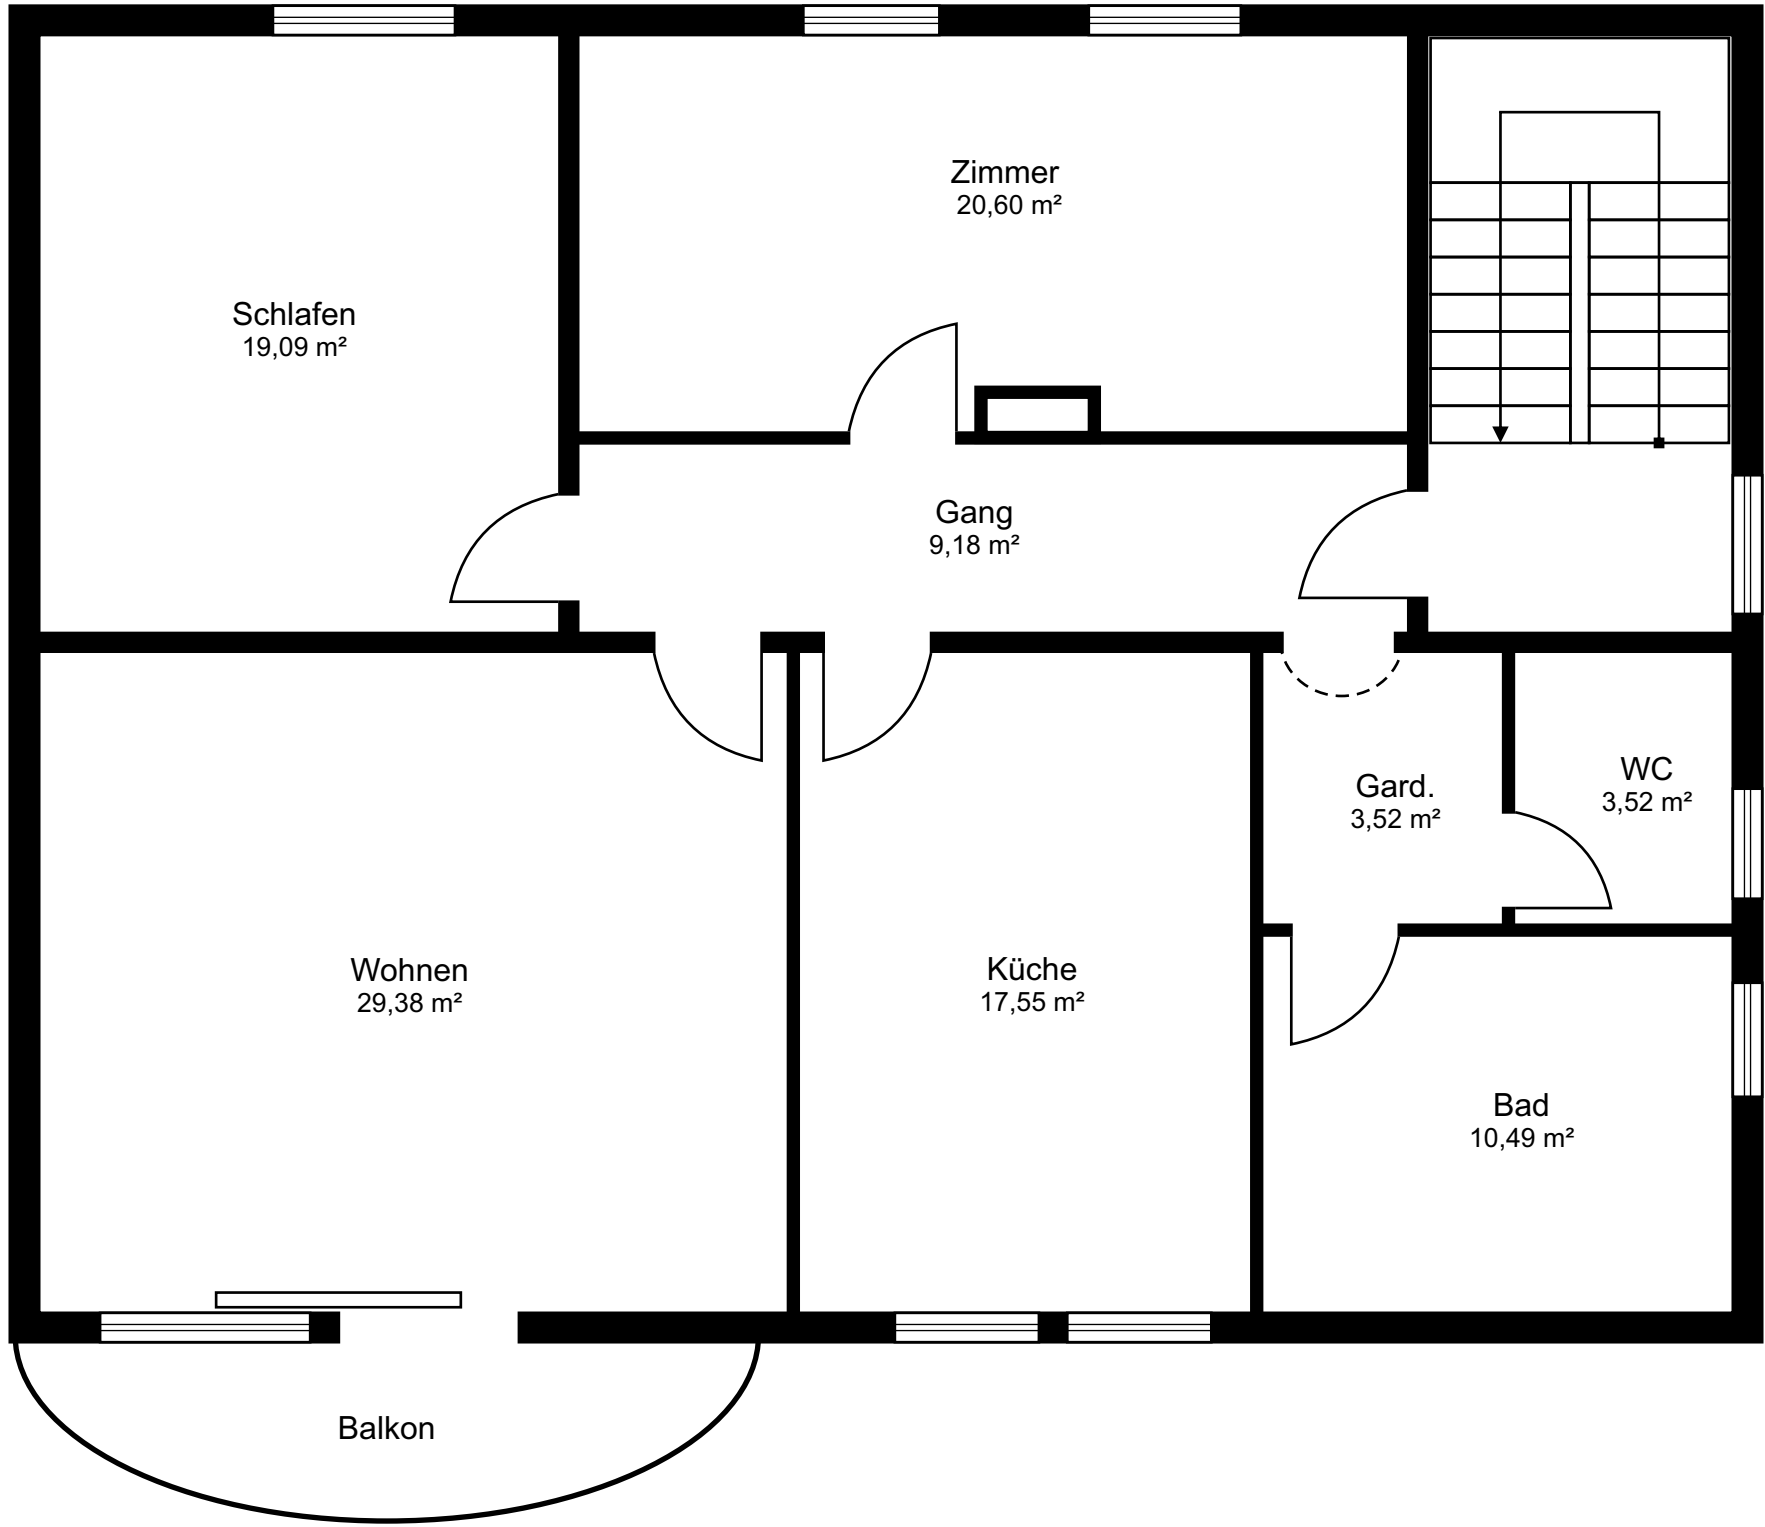 Zimmer
20,60 m²
Schlafen
19,09 m²
Gang
9,18 m²
WC
3,52 m²
Gard.
3,52 m²
Wohnen
29,38 m²
Küche
17,55 m²
Bad
10,49 m²
Balkon